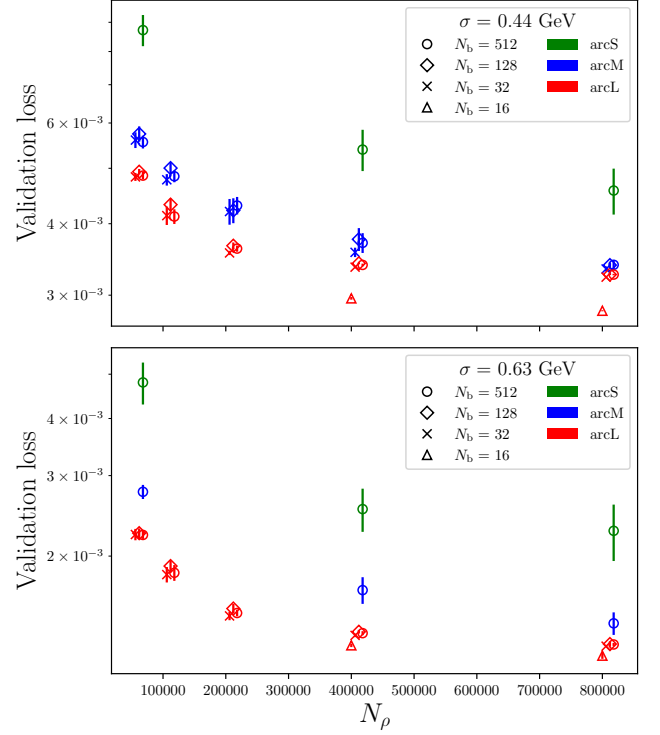 σ = 0.44 GeV
N_b = 512 arcS
N_b = 128 arcM
N_b = 32 arcL
N_b = 16
6 × 10⁻³
4 × 10⁻³
3 × 10⁻³
Validation loss
σ = 0.63 GeV
N_b = 512 arcS
N_b = 128 arcM
N_b = 32 arcL
N_b = 16
4 × 10⁻³
3 × 10⁻³
2 × 10⁻³
Validation loss
100000 200000 300000 400000 500000 600000 700000 800000
N_ρ